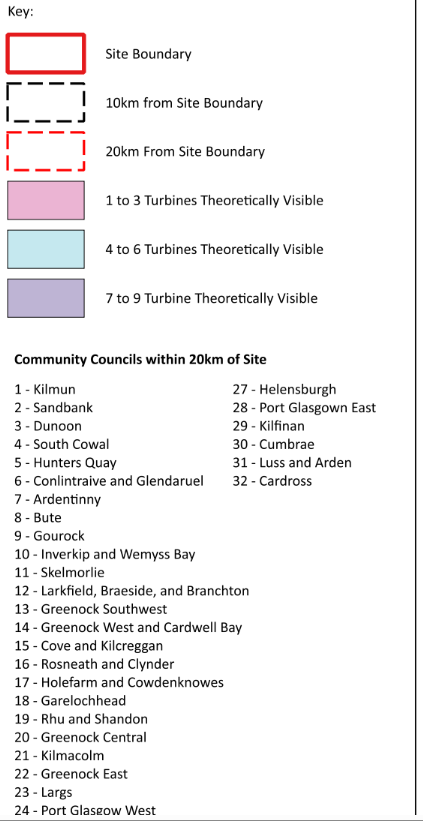 Key:
Site Boundary
10km from Site Boundary
20km From Site Boundary
1 to 3 Turbines Theoretically Visible
4 to 6 Turbines Theoretically Visible
7 to 9 Turbine Theoretically Visible
Community Councils within 20km of Site
1 - Kilmun
2 - Sandbank
3 - Dunoon
4 - South Cowal
5 - Hunters Quay
6 - Conlintraive and Glendaruel
7 - Ardentinny
8 - Bute
9 - Gourock
10 - Inverkip and Wemyss Bay
11 - Skelmorlie
12 - Larkfield, Braeside, and Branchton
13 - Greenock Southwest
14 - Greenock West and Cardwell Bay
15 - Cove and Kilcreggan
16 - Rosneath and Clynder
17 - Holefarm and Cowdenknowes
18 - Garelochhead
19 - Rhu and Shandon
20 - Greenock Central
21 - Kilmacolm
22 - Greenock East
23 - Largs
24 - Port Glasgow West
27 - Helensburgh
28 - Port Glasgown East
29 - Kilfinan
30 - Cumbrae
31 - Luss and Arden
32 - Cardross